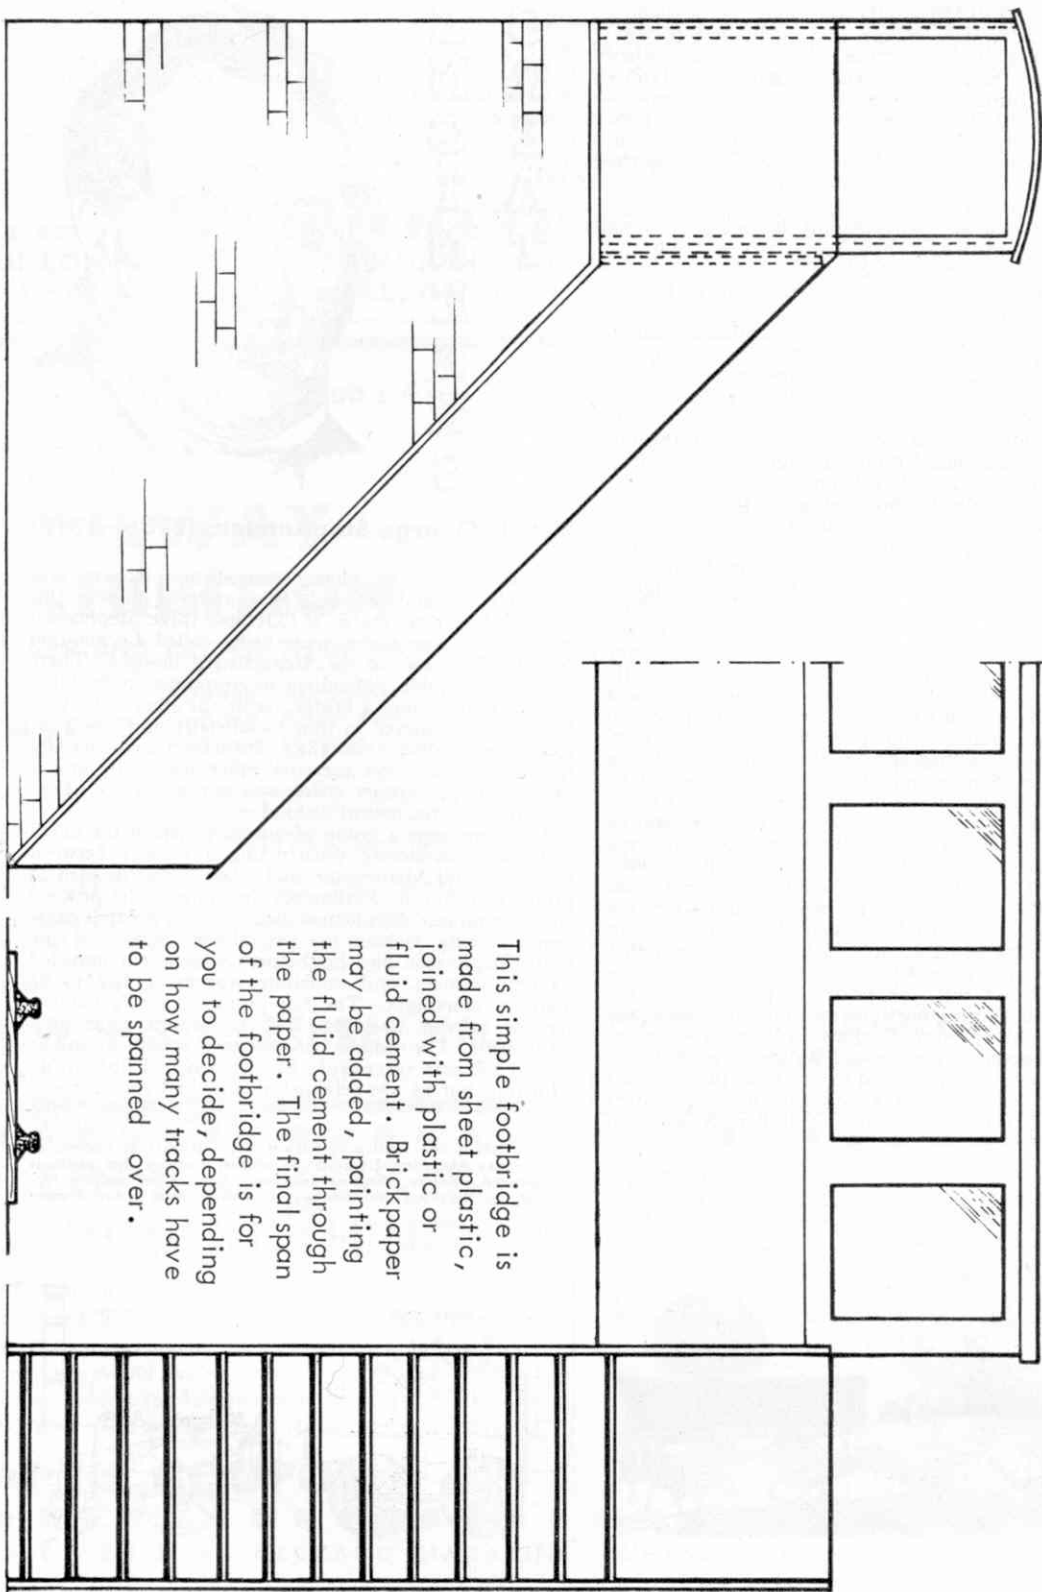 This simple footbridge is
made from sheet plastic,
joined with plastic or
fluid cement. Brickpaper
may be added, painting
the fluid cement through
the paper. The final span
of the footbridge is for
you to decide, depending
on how many tracks have
to be spanned over.